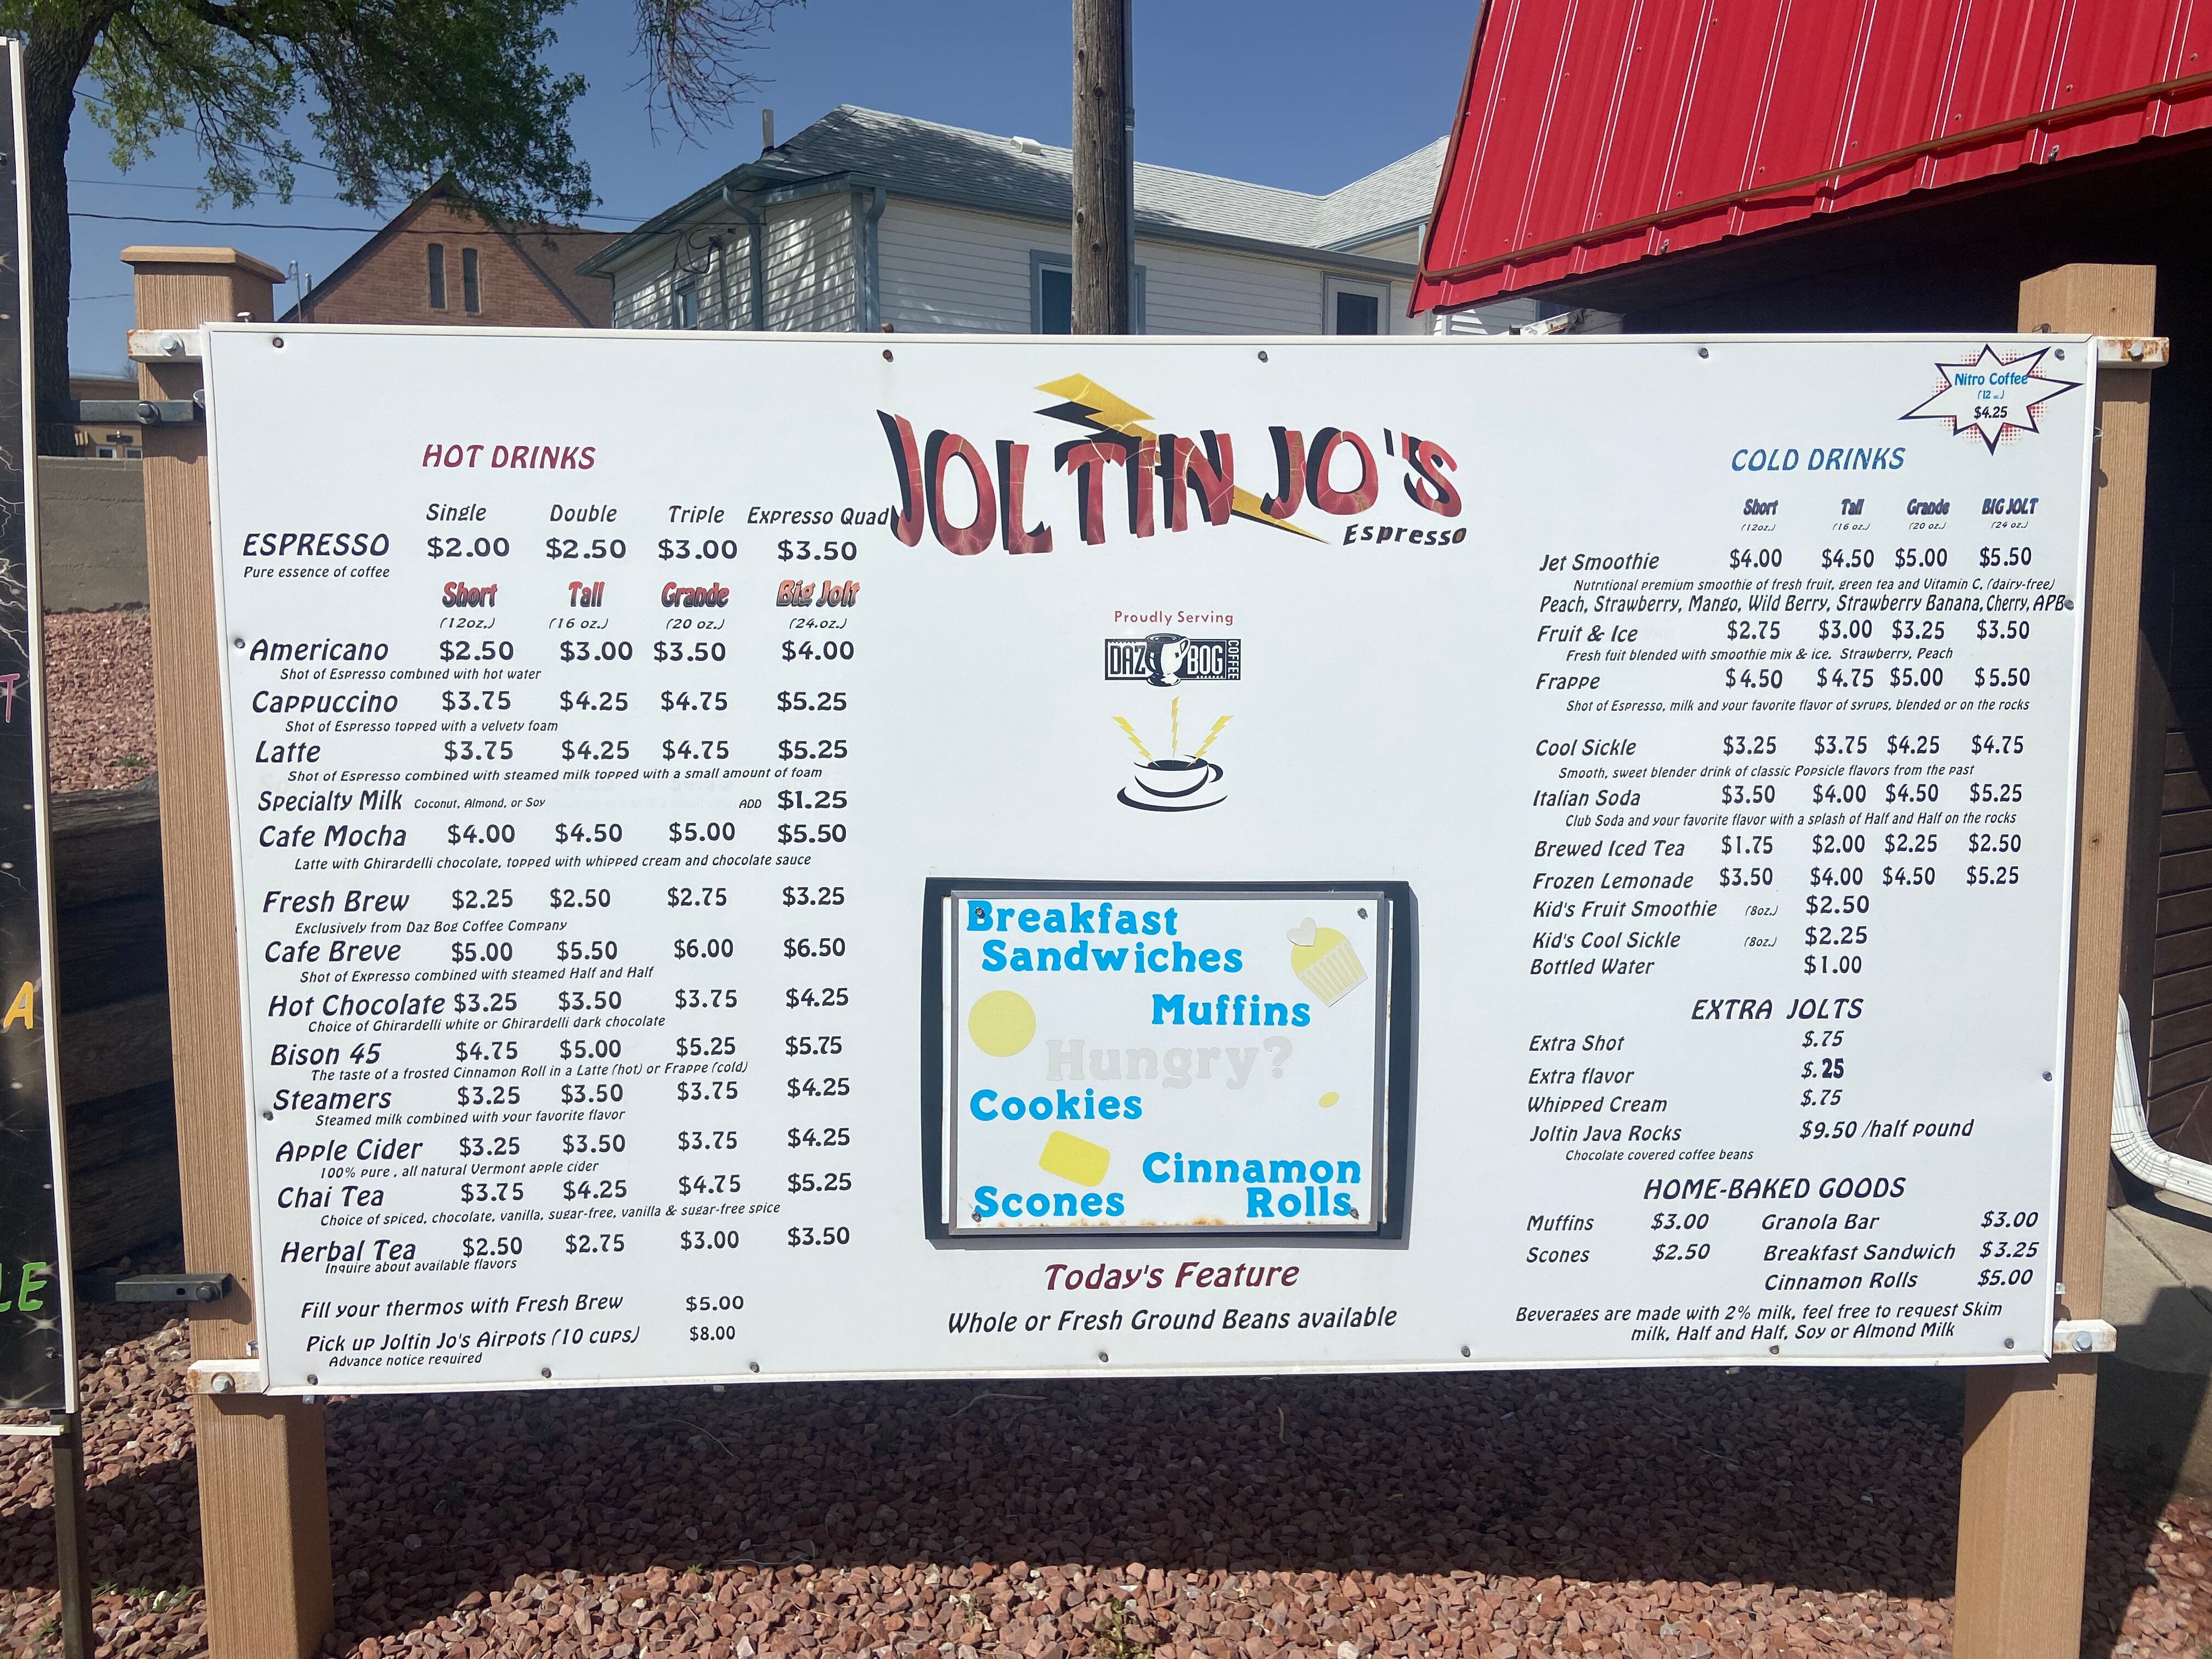 JOLTIN JO'S
Espresso
Proudly Serving
DAZ BOG COFFEE
HOT DRINKS
Single Double Triple Expresso Quad
ESPRESSO $2.00 $2.50 $3.00 $3.50
Pure essence of coffee
Short Tall Grande Big Jolt
(12oz.) (16 oz.) (20 oz.) (24.oz.)
Americano $2.50 $3.00 $3.50 $4.00
Shot of Espresso combined with hot water
Cappuccino $3.75 $4.25 $4.75 $5.25
Shot of Espresso topped with a velvety foam
Latte $3.75 $4.25 $4.75 $5.25
Shot of Espresso combined with steamed milk topped with a small amount of foam
Specialty Milk Coconut, Almond, or Soy ADD $1.25
Cafe Mocha $4.00 $4.50 $5.00 $5.50
Latte with Ghirardelli chocolate, topped with whipped cream and chocolate sauce
Fresh Brew $2.25 $2.50 $2.75 $3.25
Exclusively from Daz Bog Coffee Company
Cafe Breve $5.00 $5.50 $6.00 $6.50
Shot of Expresso combined with steamed Half and Half
Hot Chocolate $3.25 $3.50 $3.75 $4.25
Choice of Ghirardelli white or Ghirardelli dark chocolate
Bison 45 $4.75 $5.00 $5.25 $5.75
The taste of a frosted Cinnamon Roll in a Latte (hot) or Frappe (cold)
Steamers $3.25 $3.50 $3.75 $4.25
Steamed milk combined with your favorite flavor
Apple Cider $3.25 $3.50 $3.75 $4.25
100% pure , all natural Vermont apple cider
Chai Tea $3.75 $4.25 $4.75 $5.25
Choice of spiced, chocolate, vanilla, sugar-free, vanilla & sugar-free spice
Herbal Tea $2.50 $2.75 $3.00 $3.50
Inquire about available flavors
Fill your thermos with Fresh Brew $5.00
Pick up Joltin Jo's Airpots (10 cups) $8.00
Advance notice required
Breakfast
Sandwiches
Muffins
Hungry?
Cookies
Cinnamon
Scones Rolls
Today's Feature
Whole or Fresh Ground Beans available
Nitro Coffee
(12 oz.)
$4.25
COLD DRINKS
Short Tall Grande BIG JOLT
(12oz.) (16 oz.) (20 oz.) (24 oz.)
Jet Smoothie $4.00 $4.50 $5.00 $5.50
Nutritional premium smoothie of fresh fruit, green tea and Vitamin C, (dairy-free)
Peach, Strawberry, Mango, Wild Berry, Strawberry Banana, Cherry, APB
Fruit & Ice $2.75 $3.00 $3.25 $3.50
Fresh fuit blended with smoothie mix & ice. Strawberry, Peach
Frappe $4.50 $4.75 $5.00 $5.50
Shot of Espresso, milk and your favorite flavor of syrups, blended or on the rocks
Cool Sickle $3.25 $3.75 $4.25 $4.75
Smooth, sweet blender drink of classic Popsicle flavors from the past
Italian Soda $3.50 $4.00 $4.50 $5.25
Club Soda and your favorite flavor with a splash of Half and Half on the rocks
Brewed Iced Tea $1.75 $2.00 $2.25 $2.50
Frozen Lemonade $3.50 $4.00 $4.50 $5.25
Kid's Fruit Smoothie (8oz.) $2.50
Kid's Cool Sickle (8oz.) $2.25
Bottled Water $1.00
EXTRA JOLTS
Extra Shot $.75
Extra flavor $.25
Whipped Cream $.75
Joltin Java Rocks $9.50 /half pound
Chocolate covered coffee beans
HOME-BAKED GOODS
Muffins $3.00 Granola Bar $3.00
Scones $2.50 Breakfast Sandwich $3.25
Cinnamon Rolls $5.00
Beverages are made with 2% milk, feel free to request Skim
milk, Half and Half, Soy or Almond Milk
T
A
LE